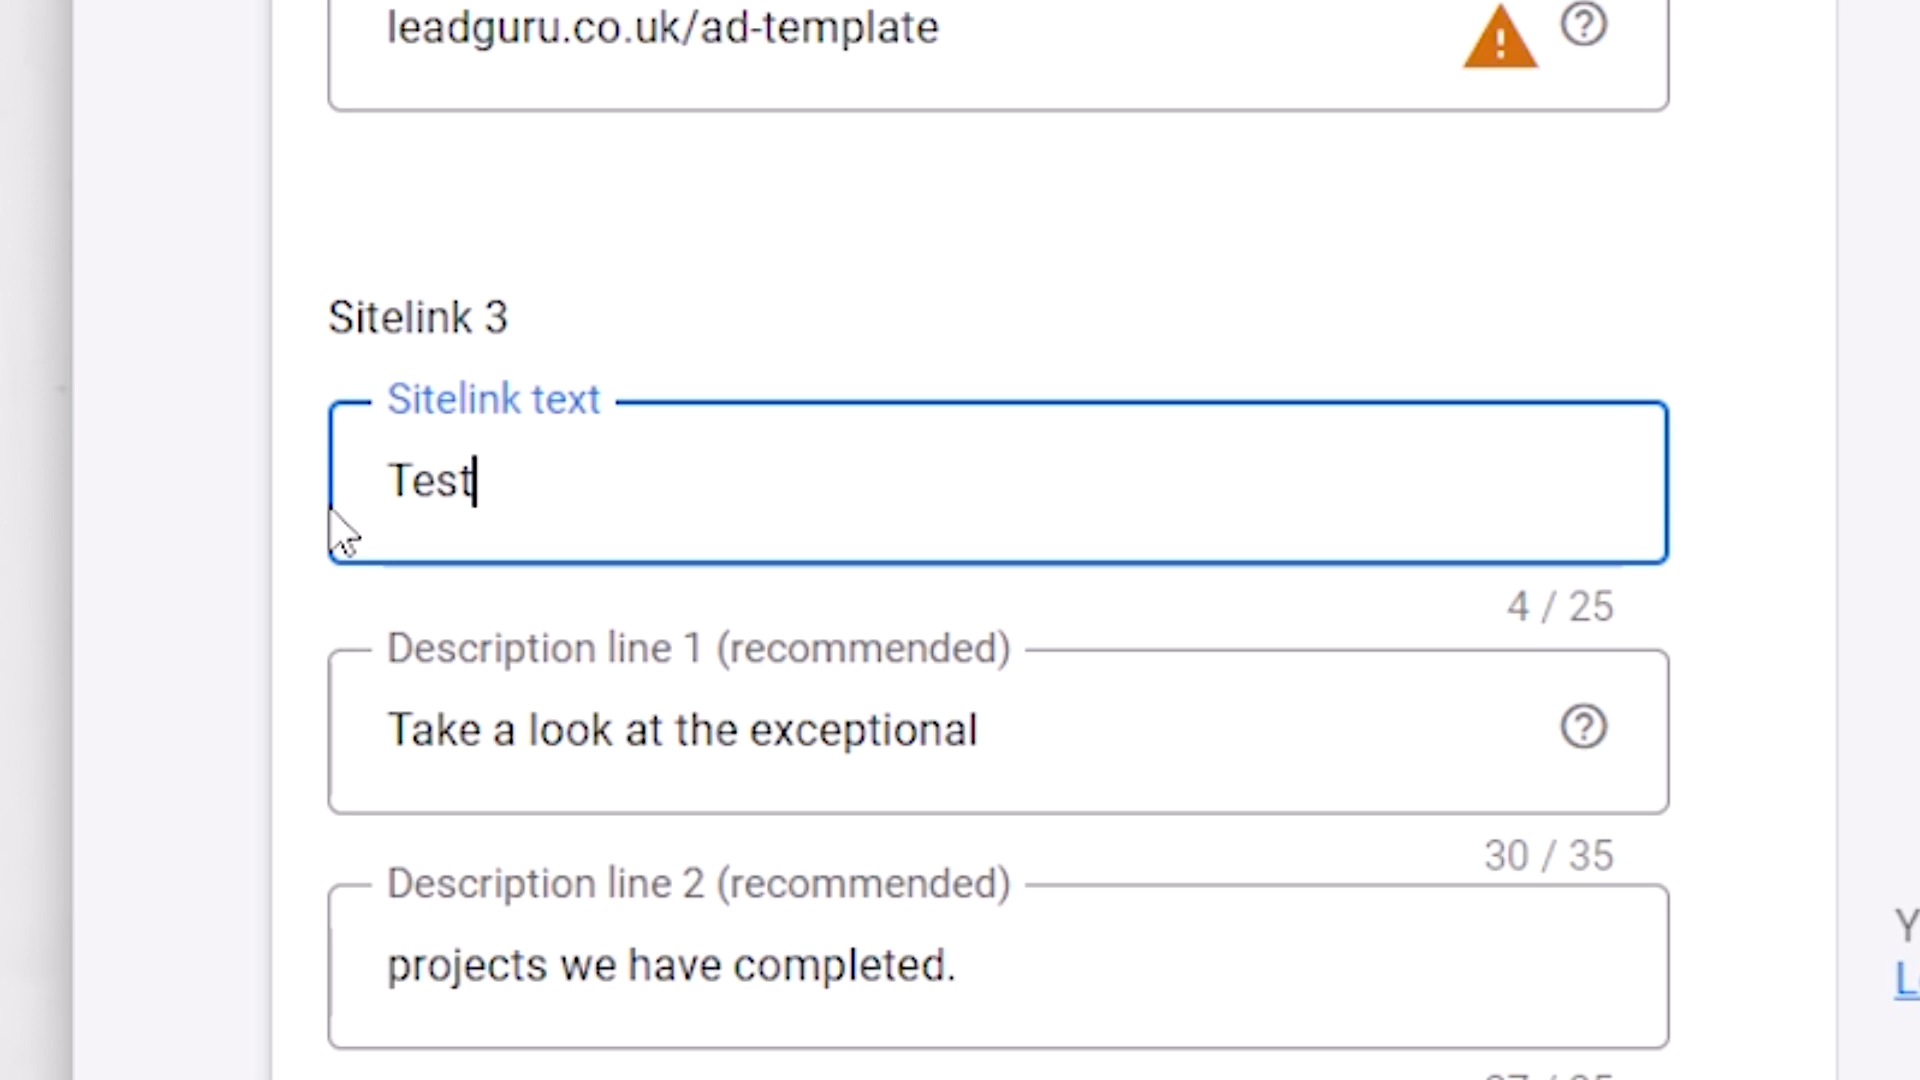 leadguru.co.uk/ad-template
Sitelink 3
Sitelink text
Test
4 / 25
Description line 1 (recommended)
Take a look at the exceptional
30 / 35
Description line 2 (recommended)
projects we have completed.